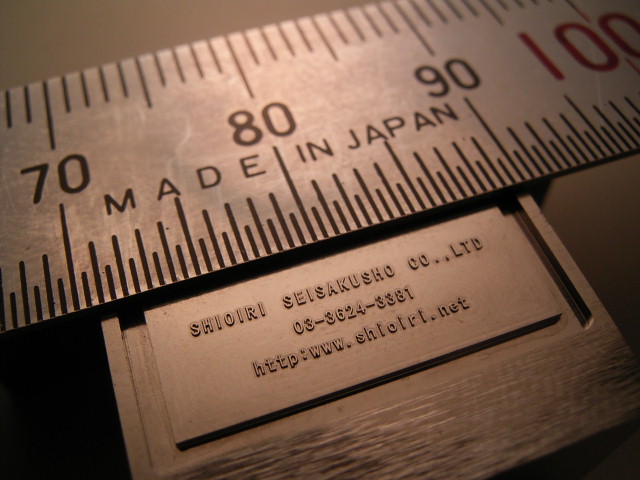 70 80 90 100
MADE IN JAPAN
SHIOIRI SEISAKUSHO CO.,LTD
03-3624-3381
http:www.shioiri.net